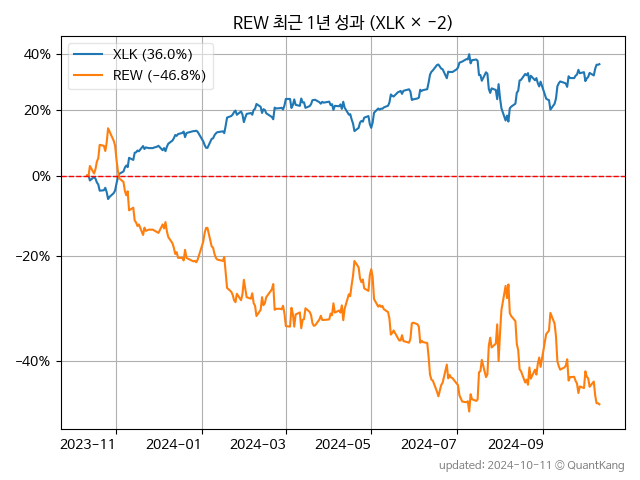 REW 최근 1년 성과 (XLK × −2)
XLK (36.0%)
REW (−46.8%)
40%
20%
0%
−20%
−40%
2023−11 2024−01 2024−03 2024−05 2024−07 2024−09
updated: 2024-10-11 © QuantKang